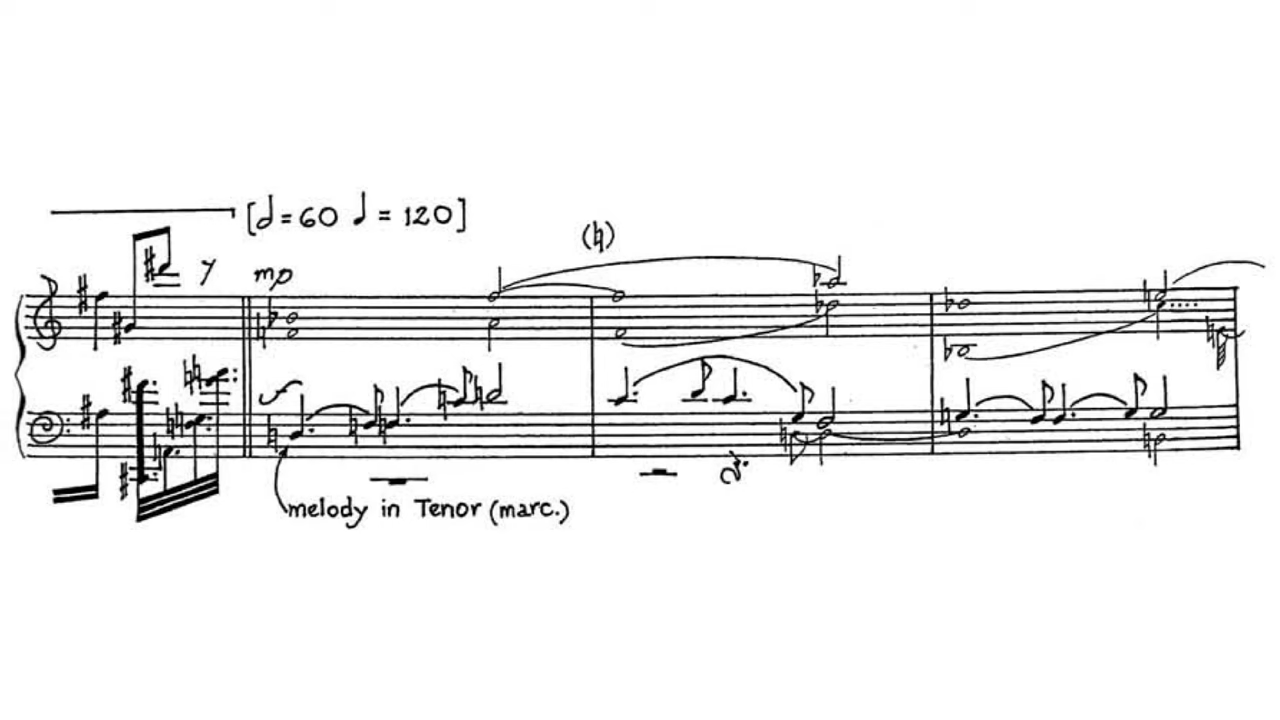 [𝅗𝅥 = 60 ♩ = 120]
mp
f
melody in Tenor (marc.)